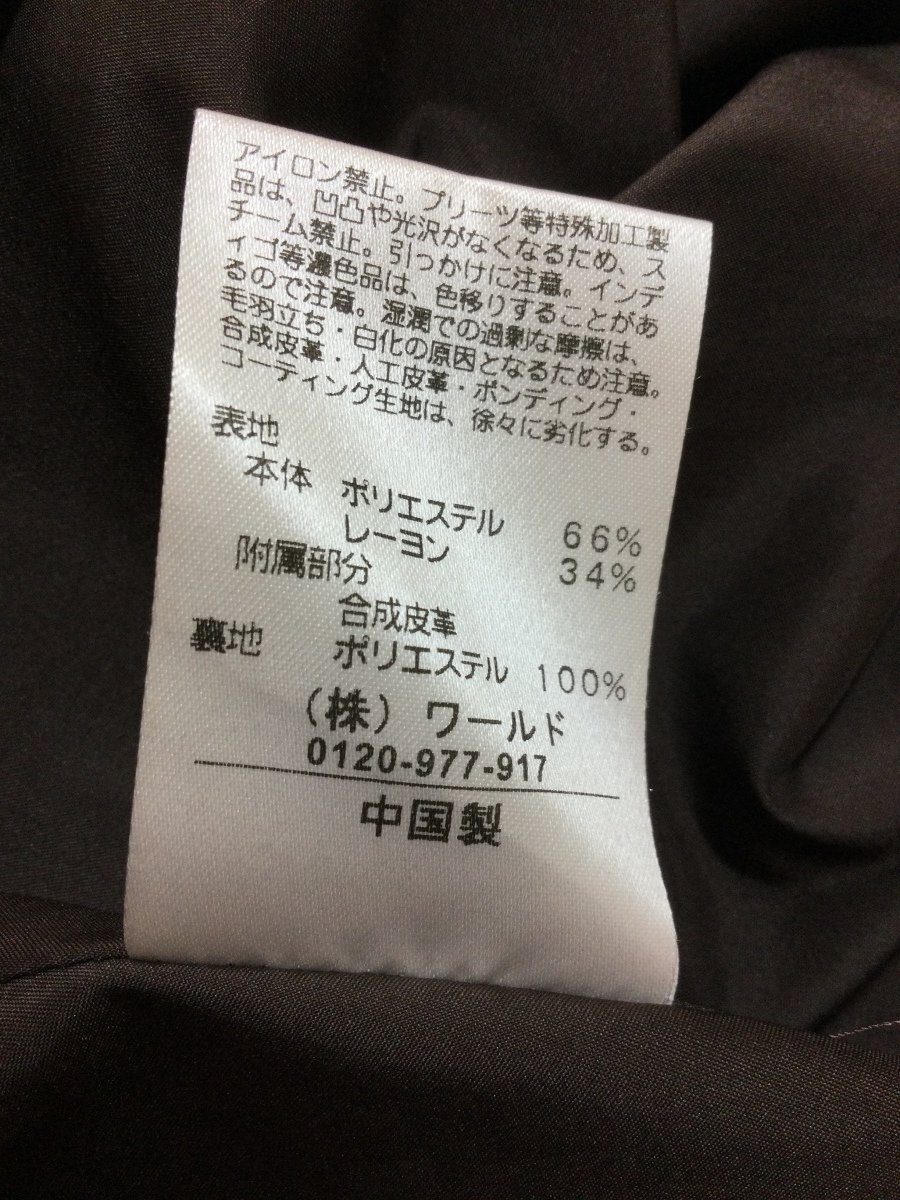 アイロン禁止。プリーツ等特殊加工製
品は、凹凸や光沢がなくなるため、ス
チーム禁止。引っかけに注意。インデ
ィゴ等濃色品は、色移りすることがあ
るので注意。湿潤での過剰な摩擦は、
毛羽立ち・白化の原因となるため注意。
合成皮革・人工皮革・ボンディング・
コーティング生地は、徐々に劣化する。
表地
本体 ポリエステル 66%
レーヨン 34%
附属部分
合成皮革
裏地 ポリエステル 100%
(株) ワールド
0120-977-917
中国製